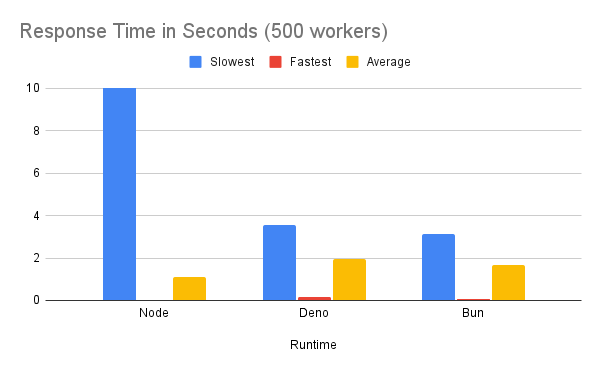 Response Time in Seconds (500 workers)
Slowest Fastest Average
10
8
6
4
2
0
Node Deno Bun
Runtime